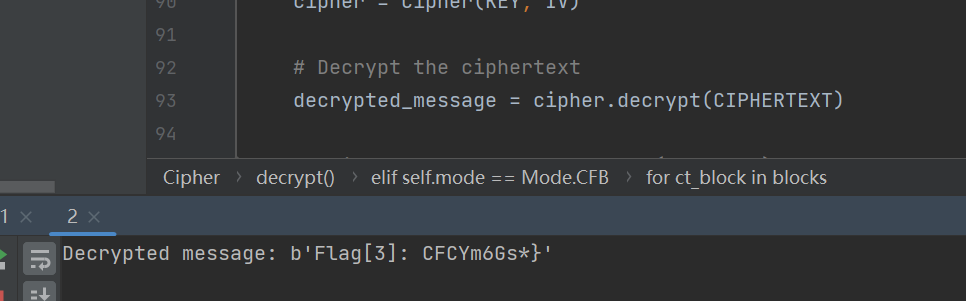 90 cipher = Cipher(KEY, IV)
91
92 # Decrypt the ciphertext
93 decrypted_message = cipher.decrypt(CIPHERTEXT)
94
Cipher › decrypt() › elif self.mode == Mode.CFB › for ct_block in blocks
1 × 2 ×
Decrypted message: b'Flag[3]: CFCYm6Gs*}'